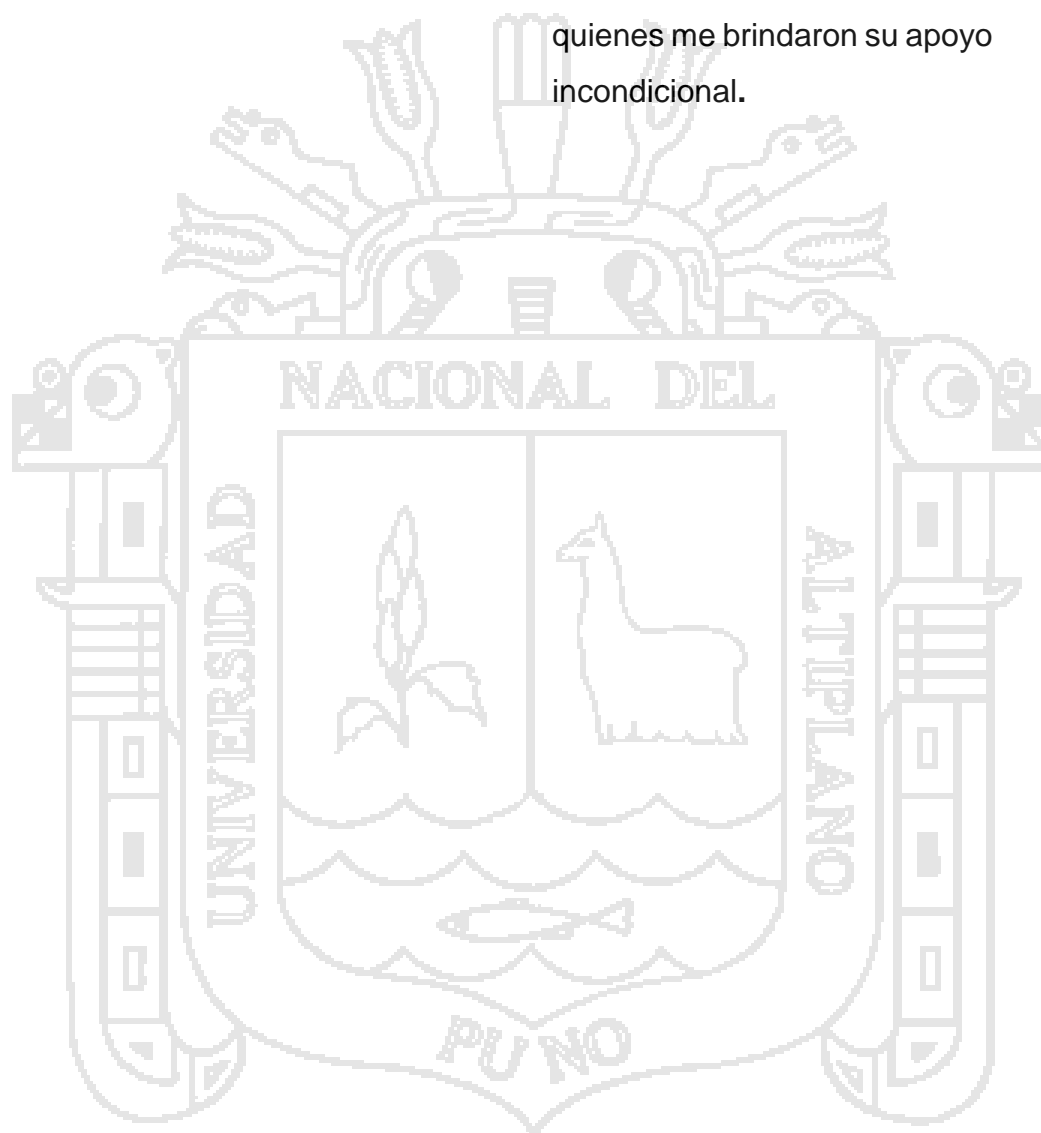 quienes me brindaron su apoyo
incondicional.
NACIONAL DEL
UNIVERSIDAD
ALTIPLANO
PUNO